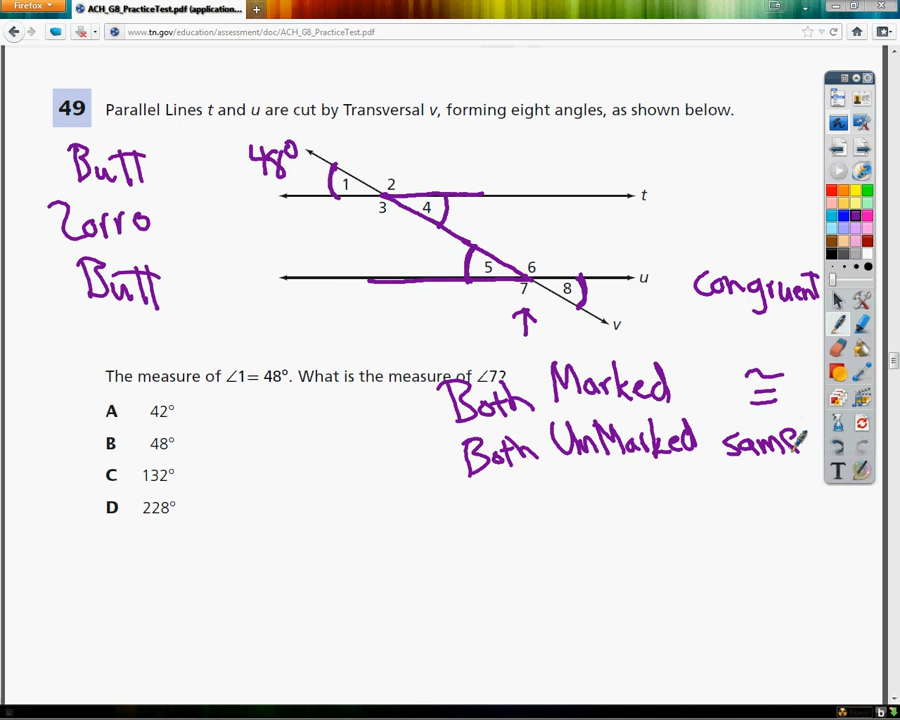 Firefox
ACH_G8_PracticeTest.pdf (application...
www.tn.gov/education/assessment/doc/ACH_G8_PracticeTest.pdf
49 Parallel Lines t and u are cut by Transversal v, forming eight angles, as shown below.
Butt
Zorro
Butt
48°
1 2
3 4
t
5 6
7 8
u
v
congruent
The measure of ∠1= 48°. What is the measure of ∠7?
Both Marked ≅
Both UnMarked same
A 42°
B 48°
C 132°
D 228°
T